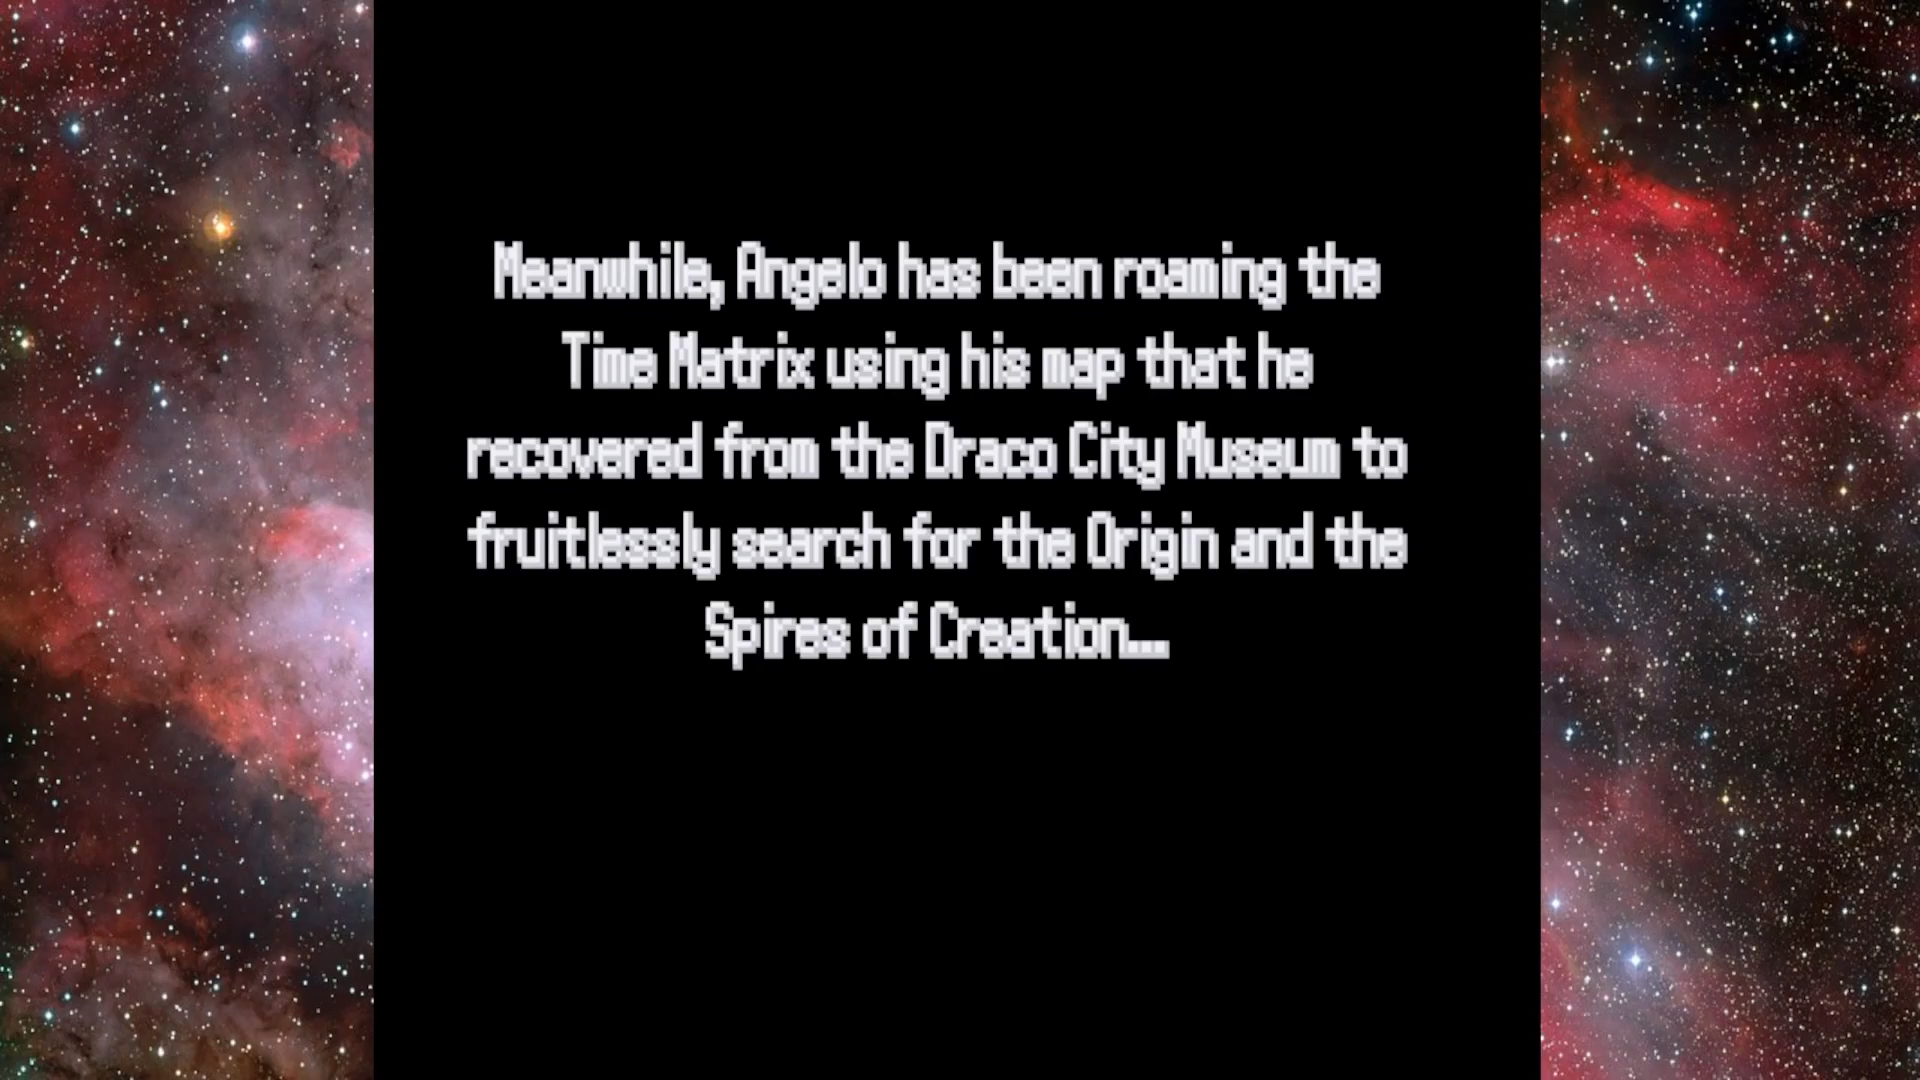 Meanwhile, Angelo has been roaming the
Time Matrix using his map that he
recovered from the Draco City Museum to
fruitlessly search for the Origin and the
Spires of Creation...